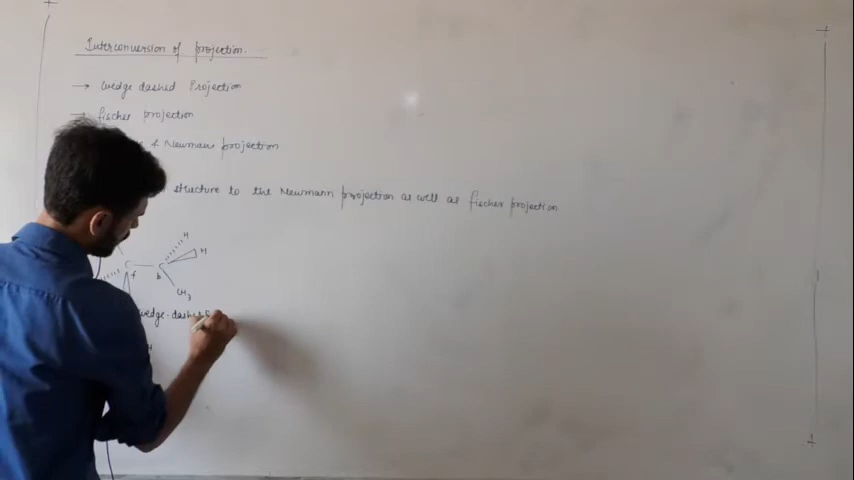 Interconversion of projection.
→ Wedge dashed Projection
→ fischer projection
& Newmann projection
structure to the Newmann projection as well as fischer projection
H
H
C C
f b
CH3
wedge-dashed
H